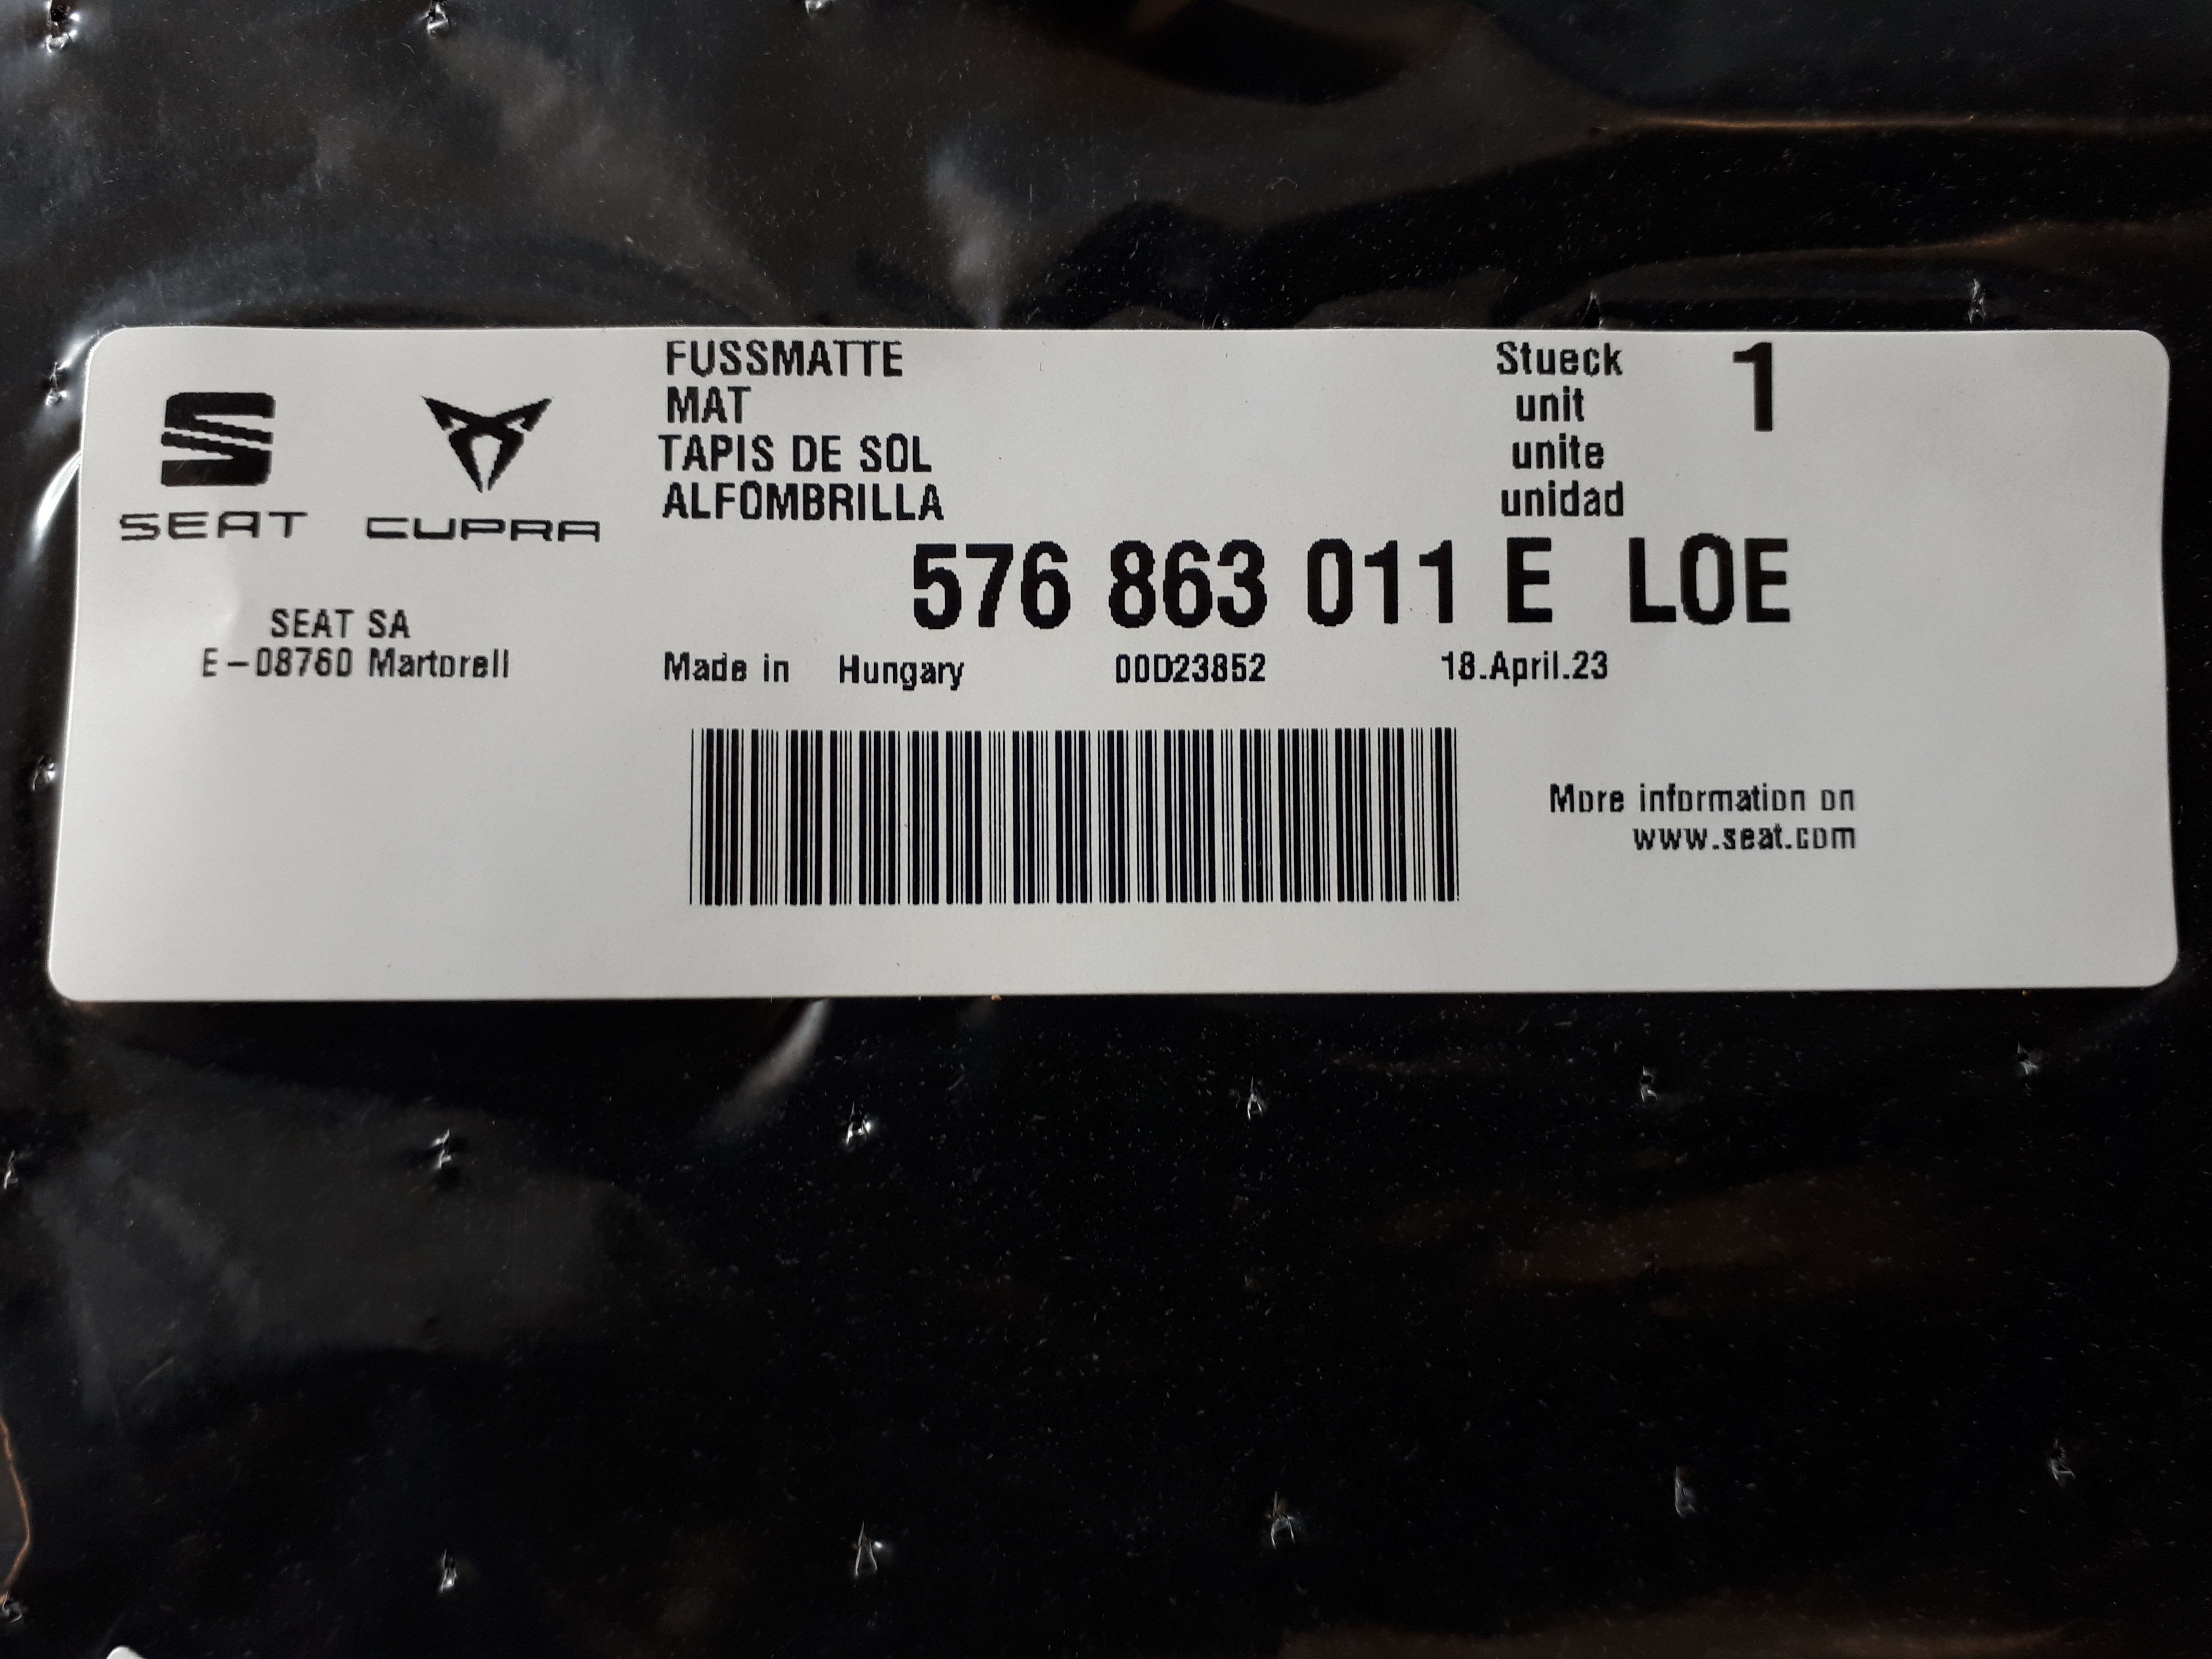 FUSSMATTE
MAT
TAPIS DE SOL
ALFOMBRILLA
Stueck 1
unit
unite
unidad
SEAT CUPRA
576 863 011 E LOE
SEAT SA
E-08760 Martorell
Made in Hungary 00D23852 18.April.23
More information on
www.seat.com